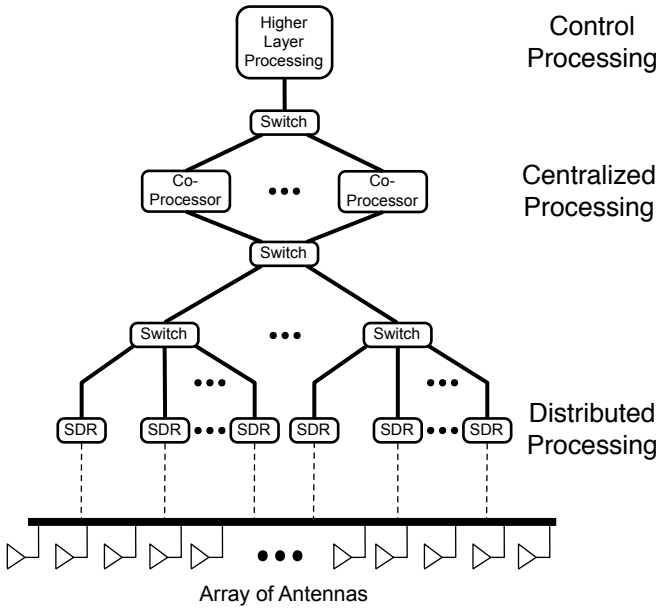 Higher
Layer
Processing
Control
Processing
Switch
Co-
Processor
Co-
Processor
Centralized
Processing
Switch
Switch
Switch
SDR
SDR
SDR
SDR
SDR
SDR
Distributed
Processing
Array of Antennas